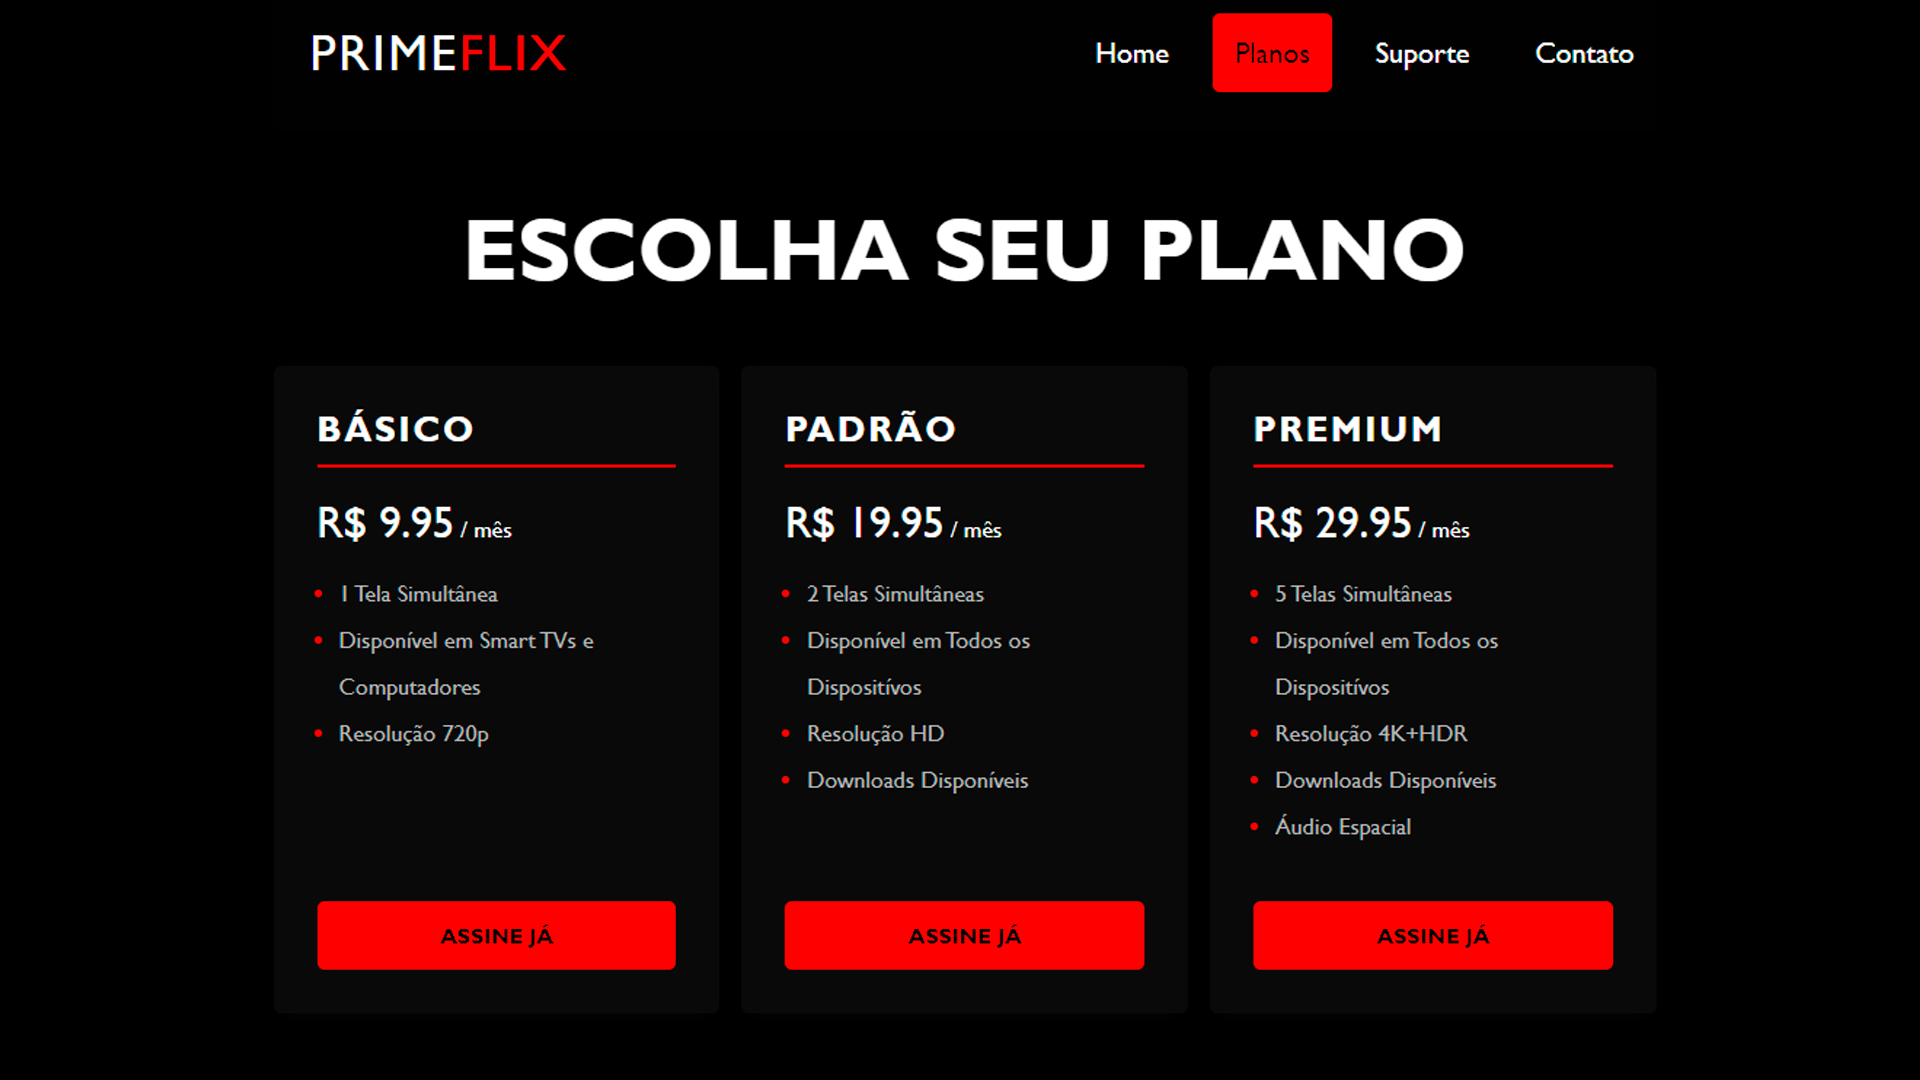 PRIMEFLIX
Home
Planos
Suporte
Contato
ESCOLHA SEU PLANO
BÁSICO
R$ 9.95 / mês
1 Tela Simultânea
Disponível em Smart TVs e
Computadores
Resolução 720p
ASSINE JÁ
PADRÃO
R$ 19.95 / mês
2 Telas Simultâneas
Disponível em Todos os
Dispositívos
Resolução HD
Downloads Disponíveis
ASSINE JÁ
PREMIUM
R$ 29.95 / mês
5 Telas Simultâneas
Disponível em Todos os
Dispositívos
Resolução 4K+HDR
Downloads Disponíveis
Áudio Espacial
ASSINE JÁ